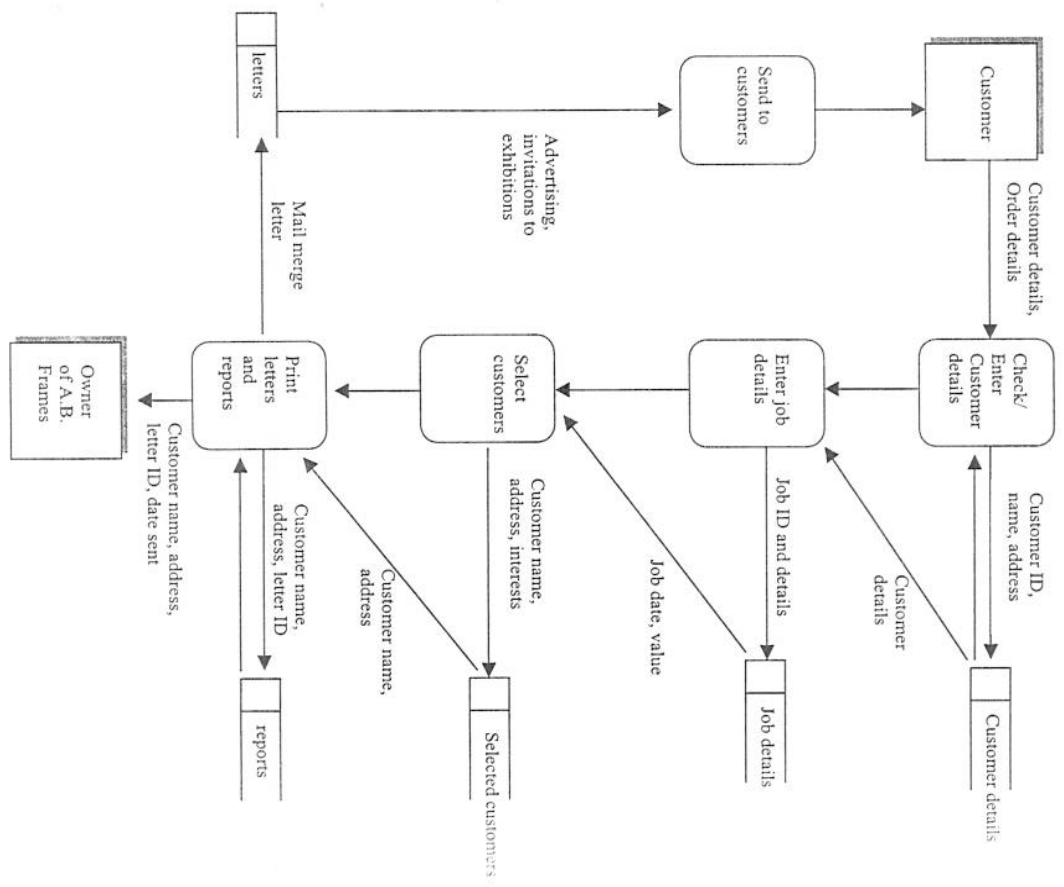 Customer
Customer details,
Order details
Check/
Enter
Customer
details
Customer ID,
name, address
Customer details
Customer
details
Send to
customers
Enter job
details
Job ID and details
Job details
Job date, value
Advertising,
invitations to
exhibitions
Select
customers
Customer name,
address, interests
Selected customers
Customer name,
address
letters
Mail merge
letter
Print
letters
and
reports
Customer name,
address, letter ID
reports
Customer name, address,
letter ID, date sent
Owner
of A.B.
Frames